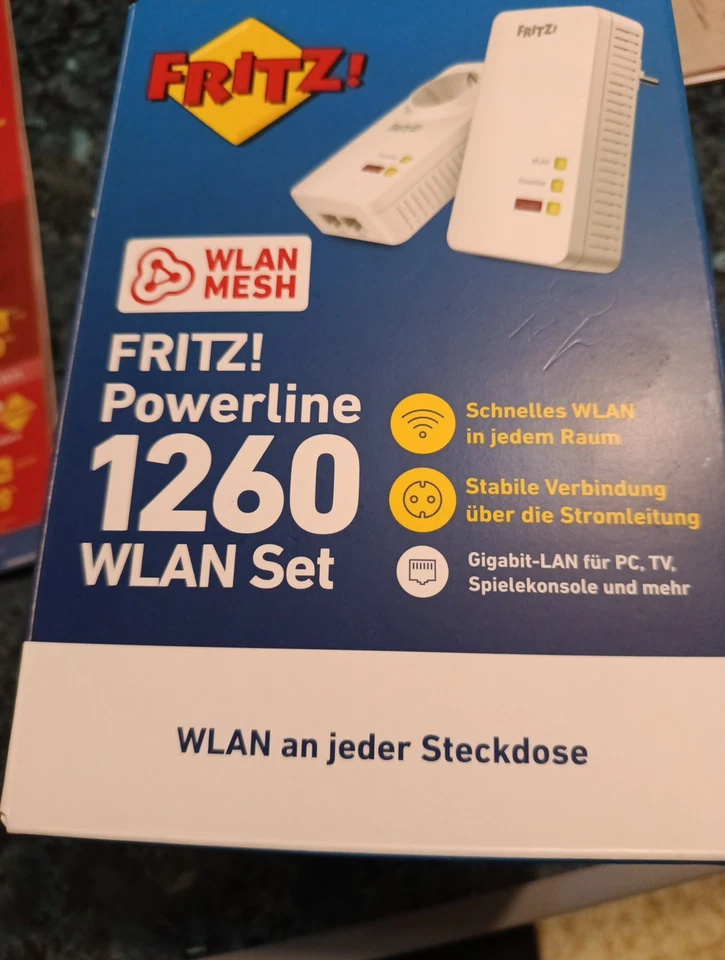 FRITZ!
FRITZ!
FRITZ!
WLAN
MESH
FRITZ!
Powerline
1260
WLAN Set
Schnelles WLAN
in jedem Raum
Stabile Verbindung
über die Stromleitung
Gigabit-LAN für PC, TV,
Spielekonsole und mehr
WLAN an jeder Steckdose